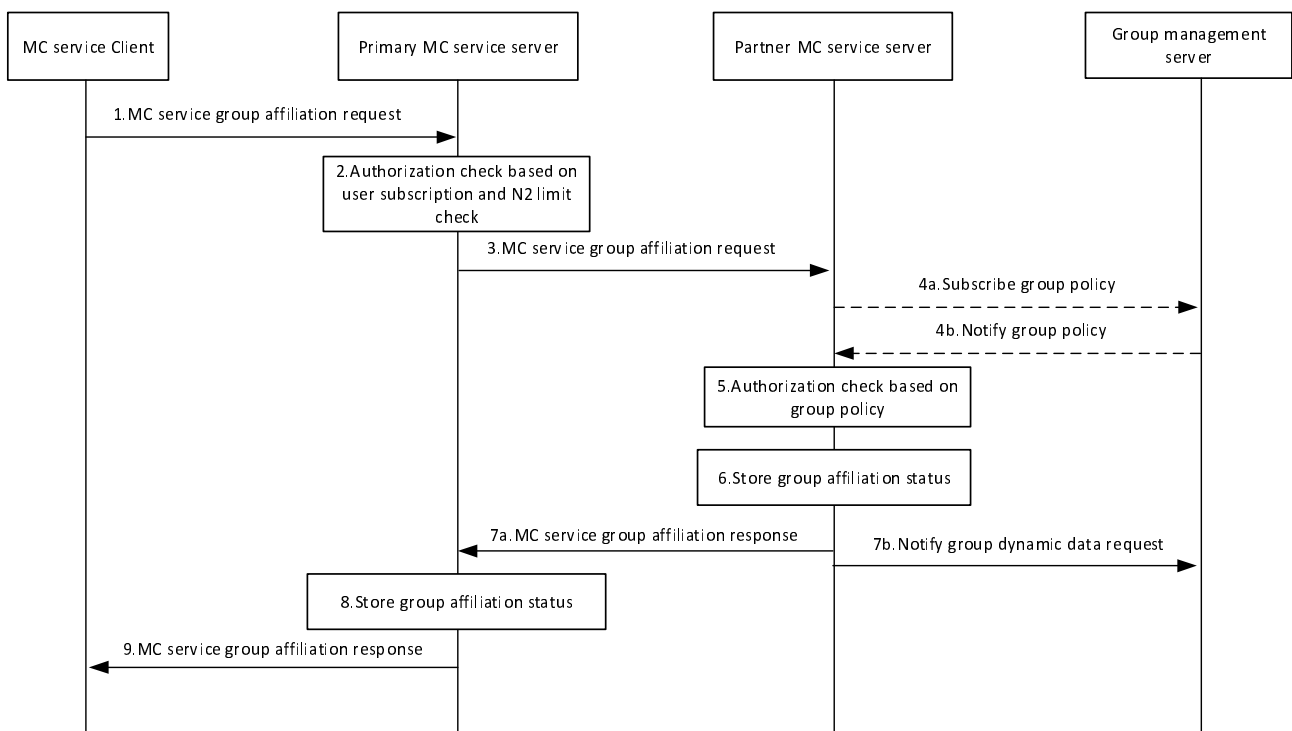 MC service Client
Primary MC service server
Partner MC service server
Group management
server
1.MC service group affiliation request
2.Authorization check based on
user subscription and N2 limit
check
3.MC service group affiliation request
4a.Subscribe group policy
4b.Notify group policy
5.Authorization check based on
group policy
6.Store group affiliation status
7a.MC service group affiliation response
7b.Notify group dynamic data request
8.Store group affiliation status
9.MC service group affiliation response